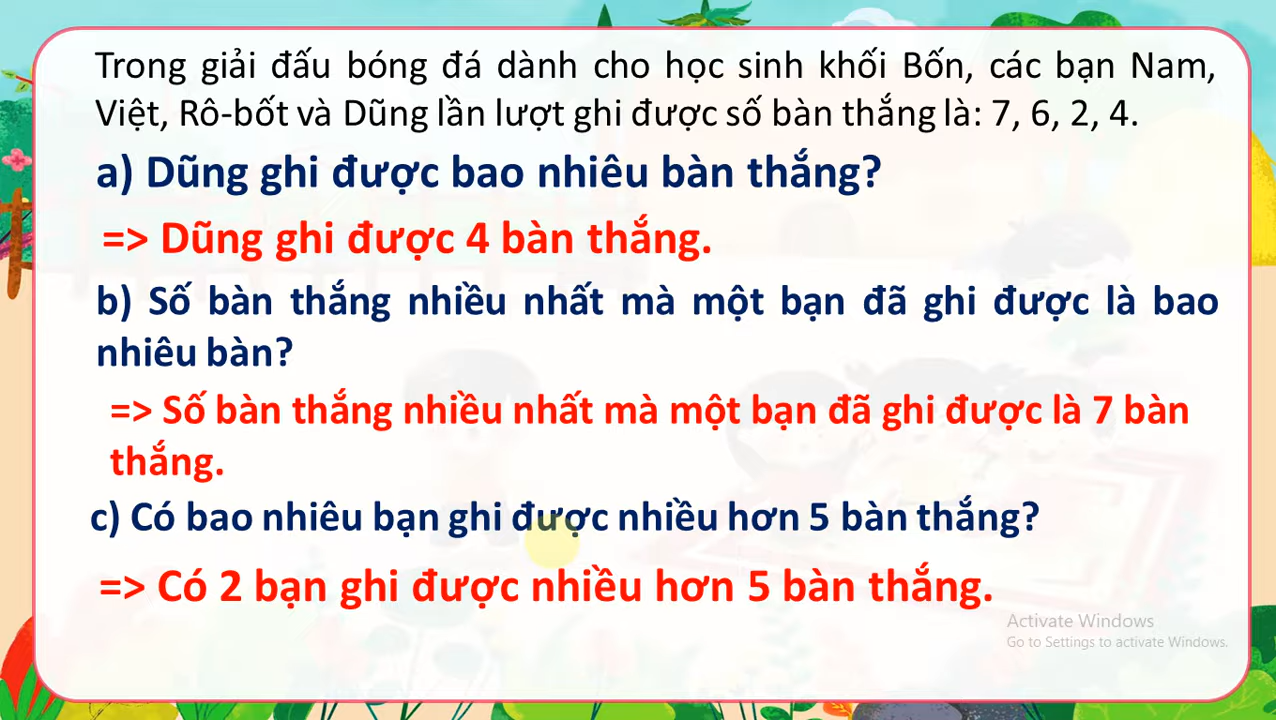 Trong giải đấu bóng đá dành cho học sinh khối Bốn, các bạn Nam,
Việt, Rô-bốt và Dũng lần lượt ghi được số bàn thắng là: 7, 6, 2, 4.
a) Dũng ghi được bao nhiêu bàn thắng?
=> Dũng ghi được 4 bàn thắng.
b) Số bàn thắng nhiều nhất mà một bạn đã ghi được là bao
nhiêu bàn?
=> Số bàn thắng nhiều nhất mà một bạn đã ghi được là 7 bàn
thắng.
c) Có bao nhiêu bạn ghi được nhiều hơn 5 bàn thắng?
=> Có 2 bạn ghi được nhiều hơn 5 bàn thắng.
Activate Windows
Go to Settings to activate Windows.